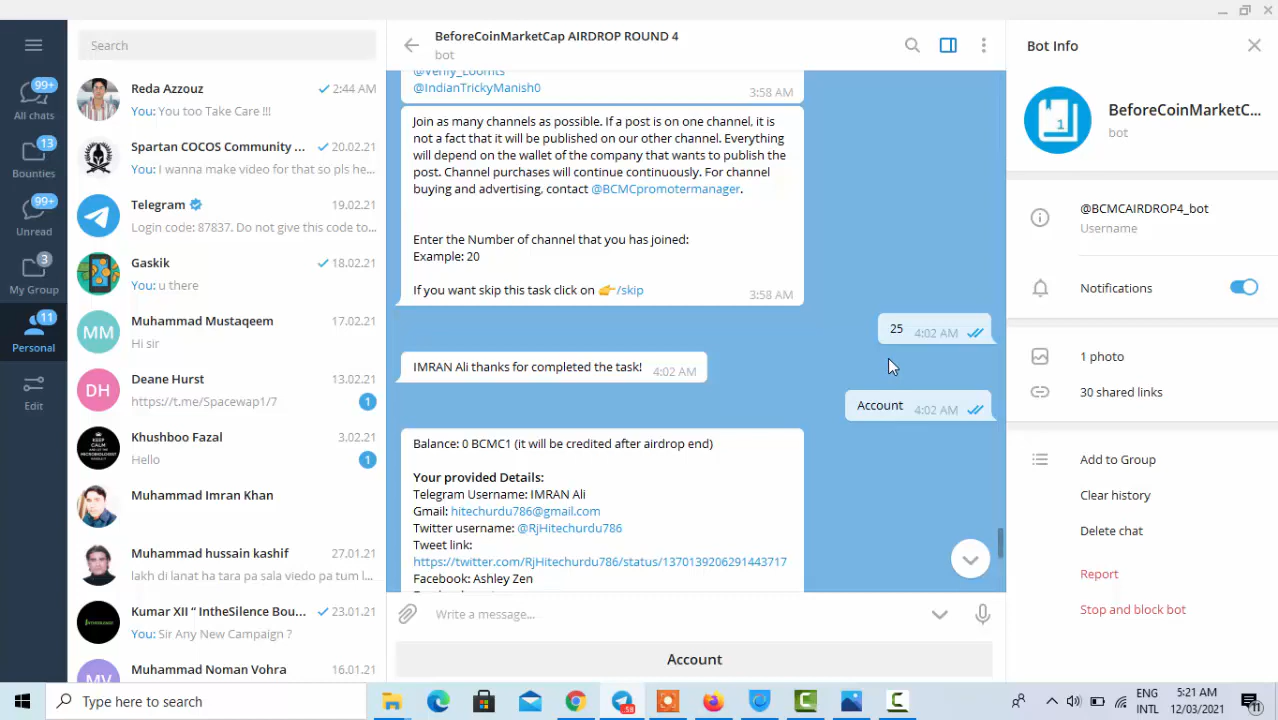 Search
BeforeCoinMarketCap AIRDROP ROUND 4
bot
Bot Info
99+
All chats
13
Bounties
99+
Unread
3
My Group
11
Personal
Edit
Reda Azzouz
2:44 AM
You: You too Take Care !!!
Spartan COCOS Community ...
20.02.21
You: I wanna make video for that so pls he...
Telegram
19.02.21
Login code: 87837. Do not give this code to...
Gaskik
18.02.21
You: u there
MM
Muhammad Mustaqeem
17.02.21
Hi sir
DH
Deane Hurst
13.02.21
https://t.me/Spacewap1/7
1
Khushboo Fazal
3.02.21
Hello
1
Muhammad Imran Khan
Muhammad hussain kashif
27.01.21
lakh di lanat ha tara pa sala viedo pa tum l...
Kumar XII “ IntheSilence Bou...
23.01.21
You: Sir Any New Campaign ?
MV
Muhammad Noman Vohra
16.01.21
@Verify_Loomts
@IndianTrickyManish0
3:58 AM
Join as many channels as possible. If a post is on one channel, it is
not a fact that it will be published on our other channel. Everything
will depend on the wallet of the company that wants to publish the
post. Channel purchases will continue continuously. For channel
buying and advertising, contact @BCMCpromotermanager.
Enter the Number of channel that you has joined:
Example: 20
If you want skip this task click on 👉/skip
3:58 AM
25
4:02 AM
IMRAN Ali thanks for completed the task!
4:02 AM
Account
4:02 AM
Balance: 0 BCMC1 (it will be credited after airdrop end)
Your provided Details:
Telegram Username: IMRAN Ali
Gmail: hitechurdu786@gmail.com
Twitter username: @RjHitechurdu786
Tweet link:
https://twitter.com/RjHitechurdu786/status/1370139206291443717
Facebook: Ashley Zen
Write a message...
Account
BeforeCoinMarketC...
bot
@BCMCAIRDROP4_bot
Username
Notifications
1 photo
30 shared links
Add to Group
Clear history
Delete chat
Report
Stop and block bot
Type here to search
ENG
INTL
5:21 AM
12/03/2021